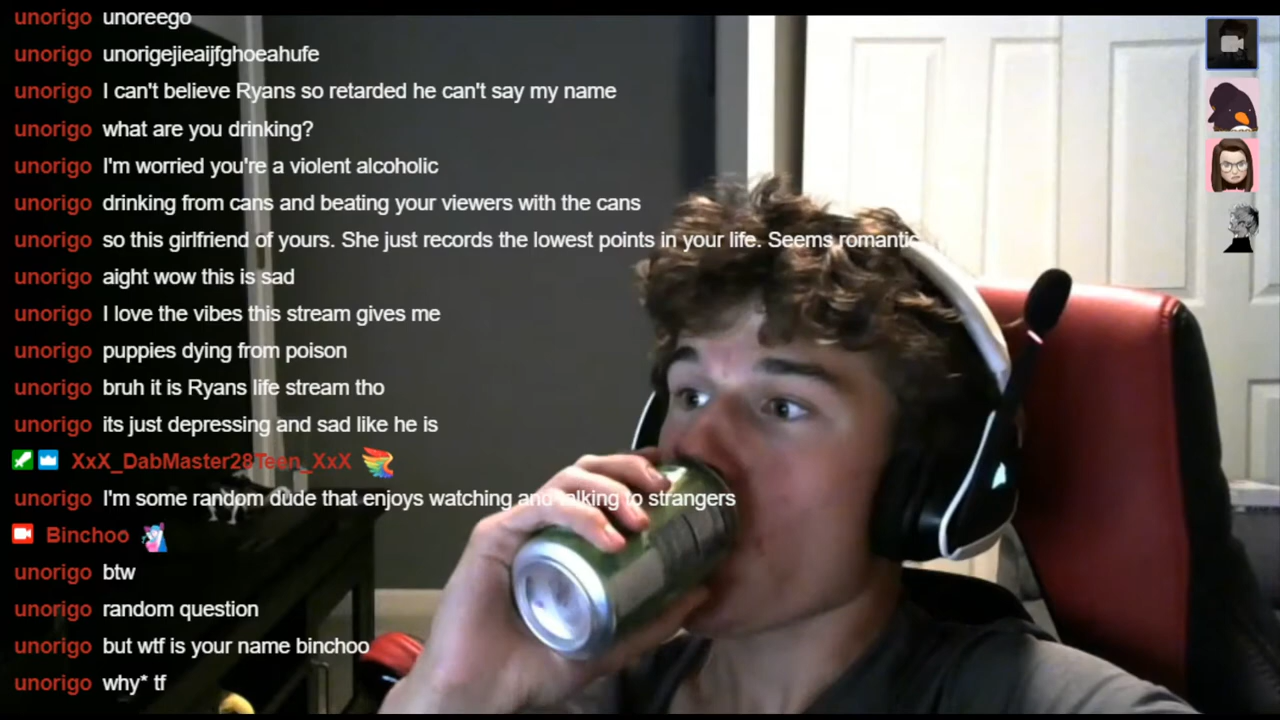 unorigo unoreego
unorigo unorigejieaijfghoeahufe
unorigo I can't believe Ryans so retarded he can't say my name
unorigo what are you drinking?
unorigo I'm worried you're a violent alcoholic
unorigo drinking from cans and beating your viewers with the cans
unorigo so this girlfriend of yours. She just records the lowest points in your life. Seems romantic
unorigo aight wow this is sad
unorigo I love the vibes this stream gives me
unorigo puppies dying from poison
unorigo bruh it is Ryans life stream tho
unorigo its just depressing and sad like he is
XxX_DabMaster28Teen_XxX
unorigo I'm some random dude that enjoys watching and talking to strangers
Binchoo
unorigo btw
unorigo random question
unorigo but wtf is your name binchoo
unorigo why* tf